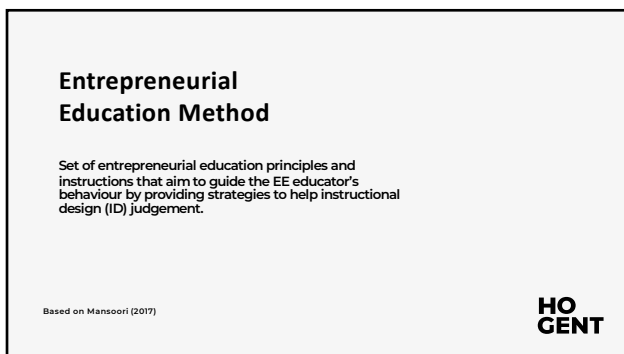 Entrepreneurial
Education Method
Set of entrepreneurial education principles and
instructions that aim to guide the EE educator's
behaviour by providing strategies to help instructional
design (ID) judgement.
Based on Mansoori (2017)
HO
GENT